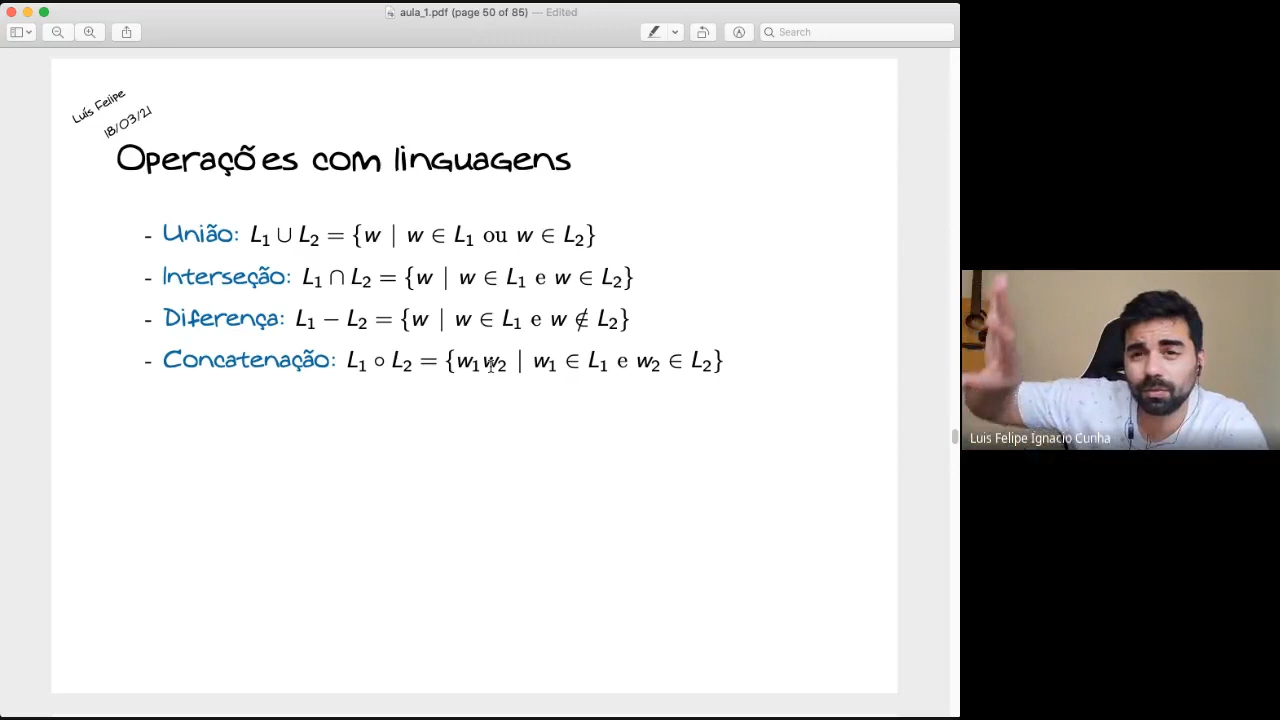 aula_1.pdf (page 50 of 85) — Edited
Search
Luís Felipe
18/03/21
Operações com linguagens
- União: L₁ ∪ L₂ = {w | w ∈ L₁ ou w ∈ L₂}
- Interseção: L₁ ∩ L₂ = {w | w ∈ L₁ e w ∈ L₂}
- Diferença: L₁ − L₂ = {w | w ∈ L₁ e w ∉ L₂}
- Concatenação: L₁ ∘ L₂ = {w₁w₂ | w₁ ∈ L₁ e w₂ ∈ L₂}
Luis Felipe Ignacio Cunha